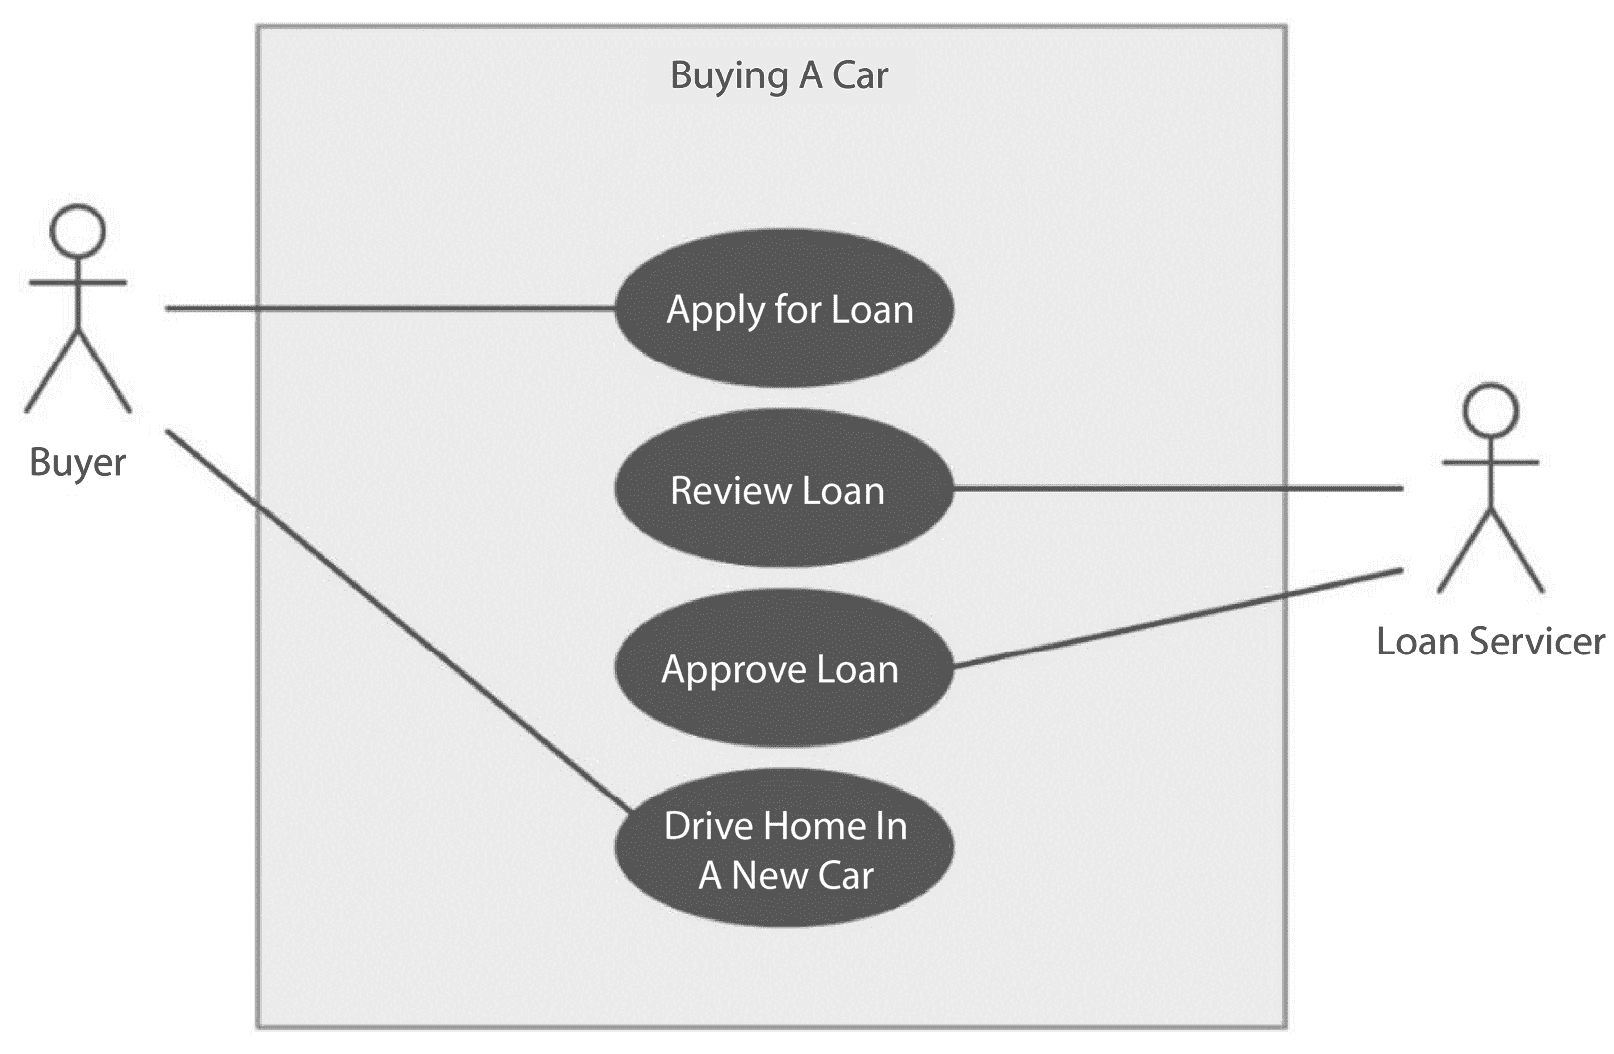 Buying A Car
Apply for Loan
Buyer
Review Loan
Loan Servicer
Approve Loan
Drive Home In
A New Car